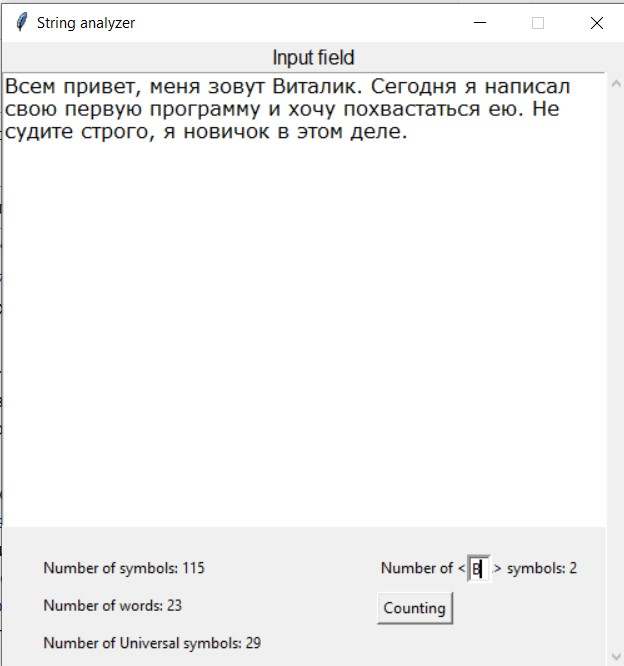 String analyzer
Input field
Всем привет, меня зовут Виталик. Сегодня я написал
свою первую программу и хочу похвастаться ею. Не
судите строго, я новичок в этом деле.
Number of symbols: 115
Number of < В > symbols: 2
Number of words: 23
Counting
Number of Universal symbols: 29